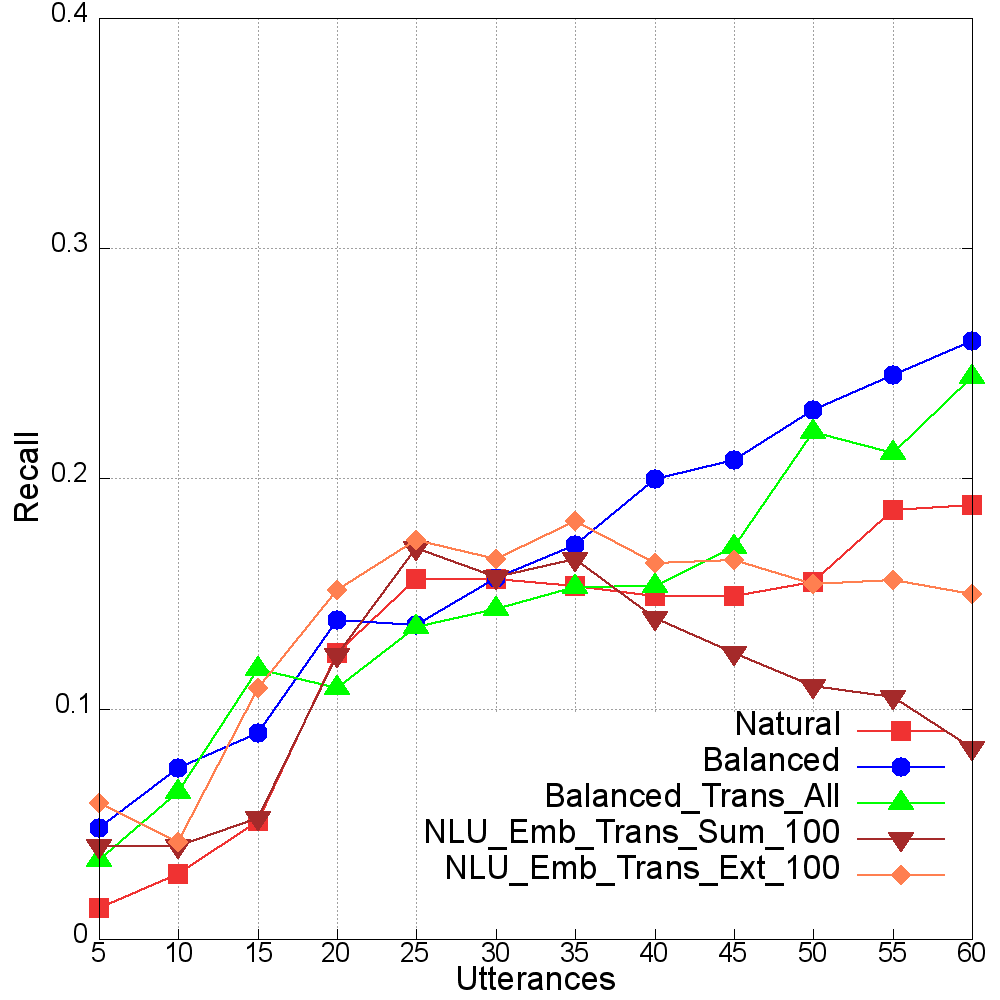 0.4
0.3
0.2
0.1
0
Recall
5 10 15 20 25 30 35 40 45 50 55 60
Utterances
Natural
Balanced
Balanced_Trans_All
NLU_Emb_Trans_Sum_100
NLU_Emb_Trans_Ext_100